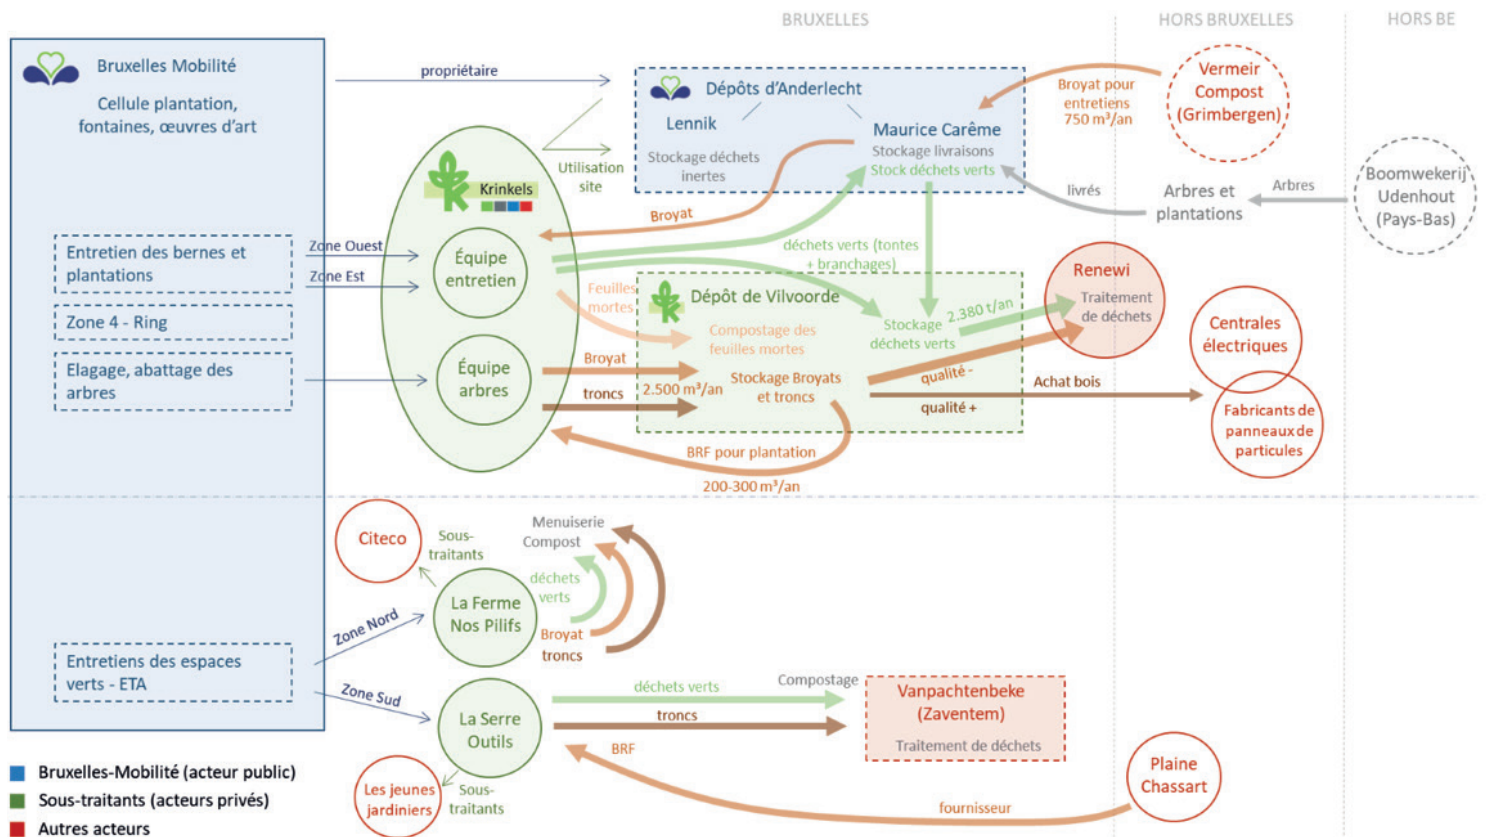 BRUXELLES
HORS BRUXELLES
HORS BE
Bruxelles Mobilité
Cellule plantation,
fontaines, œuvres d'art
propriétaire
Utilisation
site
Krinkels
Dépôts d'Anderlecht
Lennik
Stockage déchets
inertes
Maurice Carême
Stockage livraisons
Stock déchets verts
Broyat pour
entretiens
750 m³/an
Vermeir
Compost
(Grimbergen)
livrés
Arbres et
plantations
Arbres
Boomwekerij
Udenhout
(Pays-Bas)
Broyat
Entretien des bernes et
plantations
Zone Ouest
Zone Est
Équipe
entretien
déchets verts (tontes
+ branchages)
Feuilles
mortes
Dépôt de Vilvoorde
Compostage des
feuilles mortes
Stockage
déchets verts
2.380 t/an
Renewi
Traitement
de déchets
Zone 4 - Ring
Elagage, abattage des
arbres
Équipe
arbres
Broyat
2.500 m³/an
troncs
Stockage Broyats
et troncs
qualité -
qualité +
Achat bois
Centrales
électriques
Fabricants de
panneaux de
particules
BRF pour plantation
200-300 m³/an
Citeco
Sous-
traitants
Menuiserie
Compost
déchets
verts
La Ferme
Nos Pilifs
Broyat
troncs
Zone Nord
Entretiens des espaces
verts - ETA
Zone Sud
La Serre
Outils
déchets verts
troncs
Compostage
Vanpachtenbeke
(Zaventem)
Traitement de déchets
BRF
fournisseur
Plaine
Chassart
Les jeunes
jardiniers
Sous-
traitants
Bruxelles-Mobilité (acteur public)
Sous-traitants (acteurs privés)
Autres acteurs